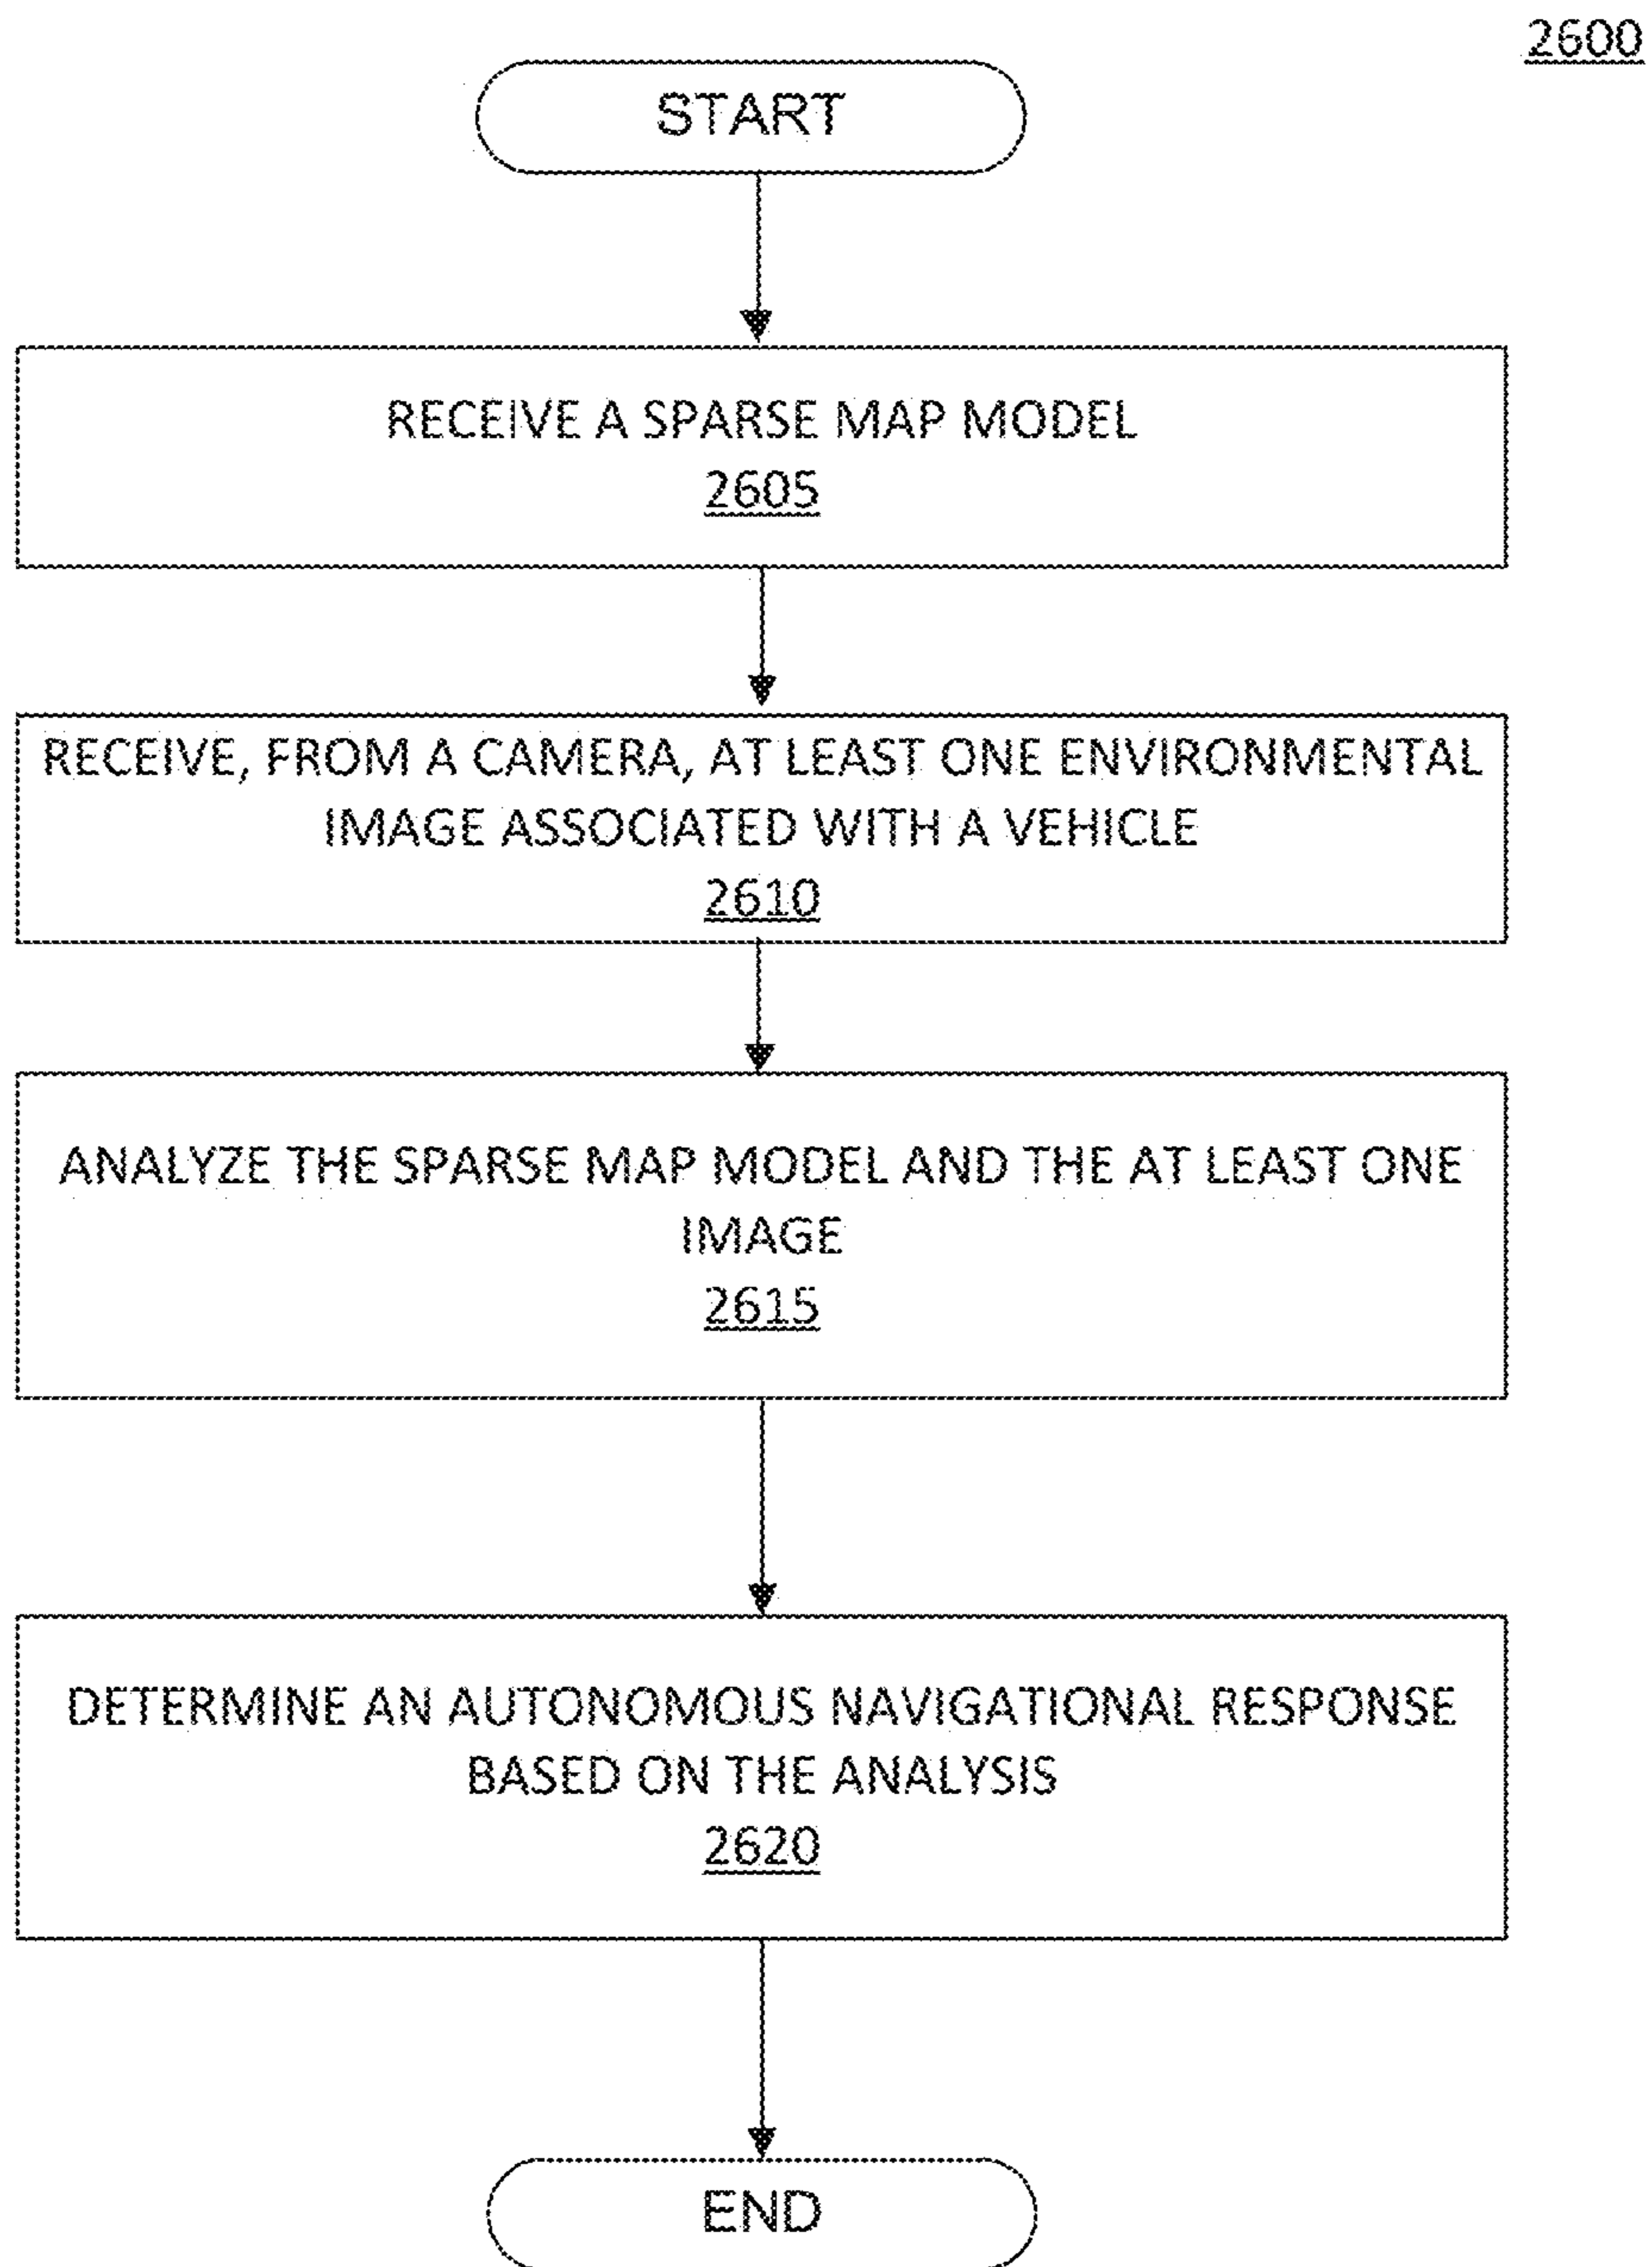 2600
START
RECEIVE A SPARSE MAP MODEL
2605
RECEIVE, FROM A CAMERA, AT LEAST ONE ENVIRONMENTAL
IMAGE ASSOCIATED WITH A VEHICLE
2610
ANALYZE THE SPARSE MAP MODEL AND THE AT LEAST ONE
IMAGE
2615
DETERMINE AN AUTONOMOUS NAVIGATIONAL RESPONSE
BASED ON THE ANALYSIS
2620
END